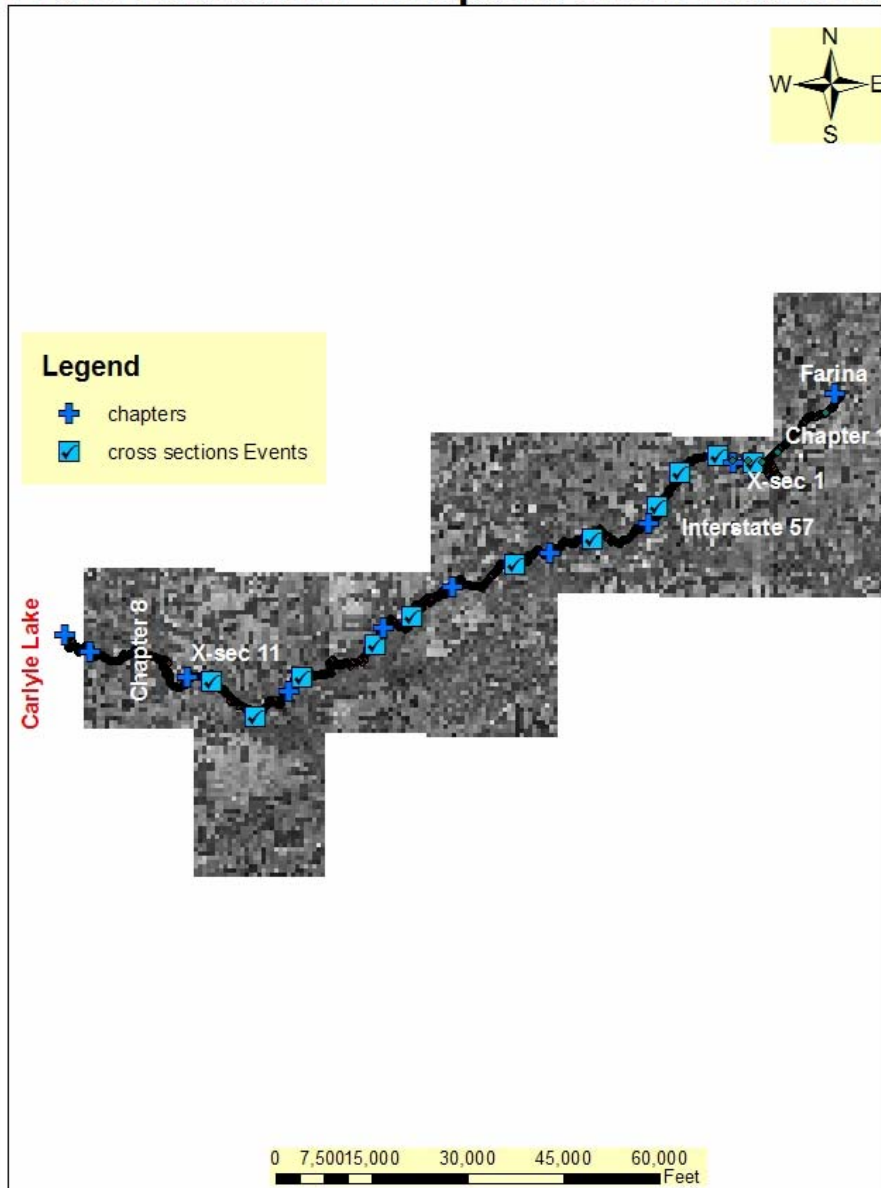 N
W E
S
Legend
chapters
cross sections Events
Farina
Chapter 1
X-sec 1
Interstate 57
X-sec 11
Chapter 8
Carlyle Lake
0 7,500 15,000 30,000 45,000 60,000
Feet